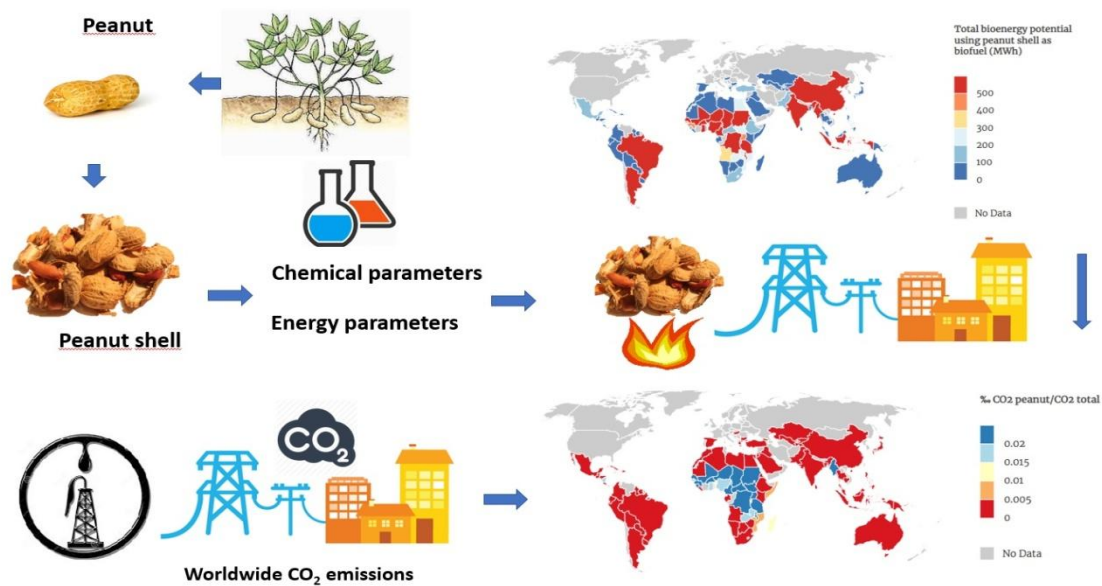 Peanut
Total bioenergy potential
using peanut shell as
biofuel (MWh)
500
400
300
200
100
0
No Data
Chemical parameters
Energy parameters
Peanut shell
CO2
‰ CO2 peanut/CO2 total
0.02
0.015
0.01
0.005
0
No Data
Worldwide CO₂ emissions